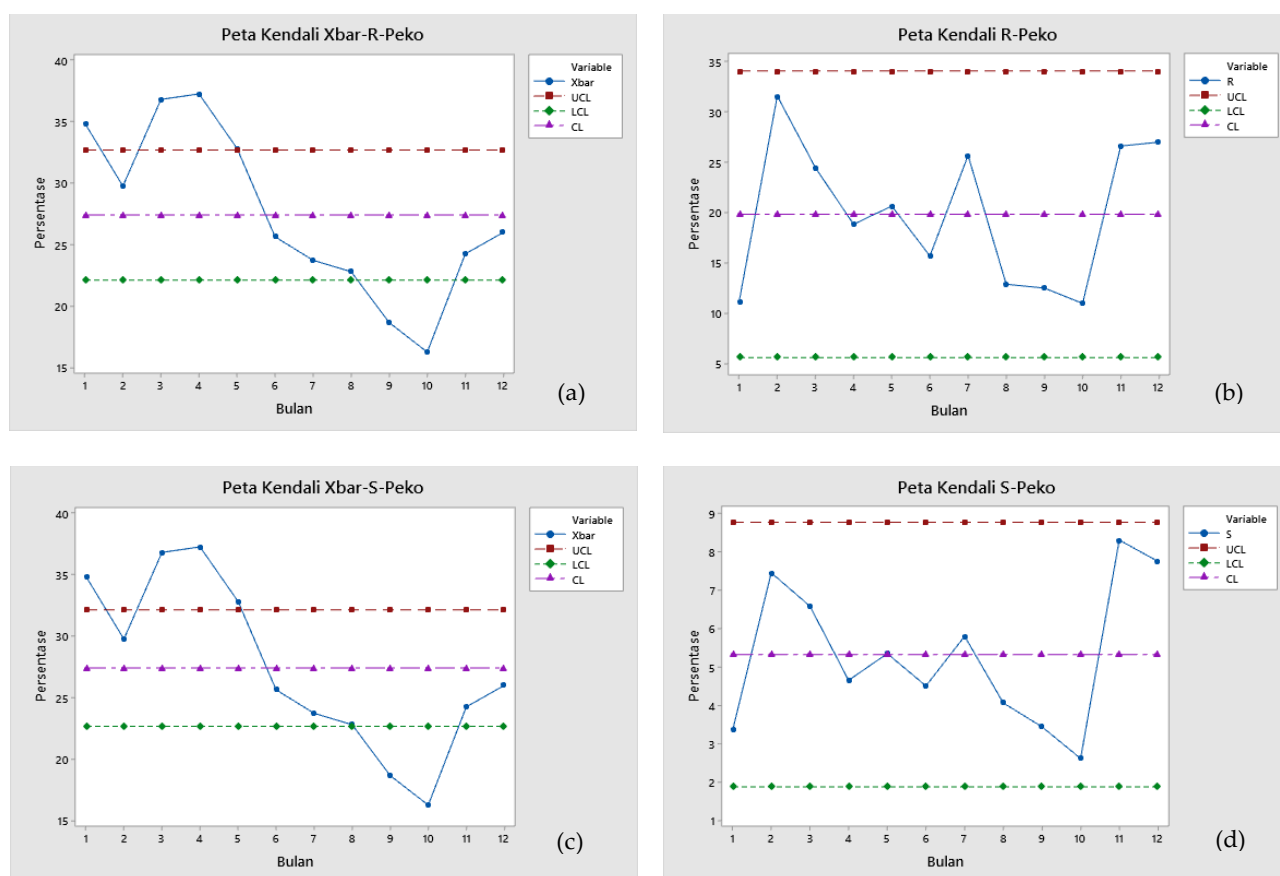 Peta Kendali Xbar-R-Peko
40
35
30
25
20
15
Persentase
1 2 3 4 5 6 7 8 9 10 11 12
Bulan
Variable
Xbar
UCL
LCL
CL
(a)
Peta Kendali R-Peko
35
30
25
20
15
10
5
Persentase
1 2 3 4 5 6 7 8 9 10 11 12
Bulan
Variable
R
UCL
LCL
CL
(b)
Peta Kendali Xbar-S-Peko
40
35
30
25
20
15
Persentase
1 2 3 4 5 6 7 8 9 10 11 12
Bulan
Variable
Xbar
UCL
LCL
CL
(c)
Peta Kendali S-Peko
9
8
7
6
5
4
3
2
1
Persentase
1 2 3 4 5 6 7 8 9 10 11 12
Bulan
Variable
S
UCL
LCL
CL
(d)